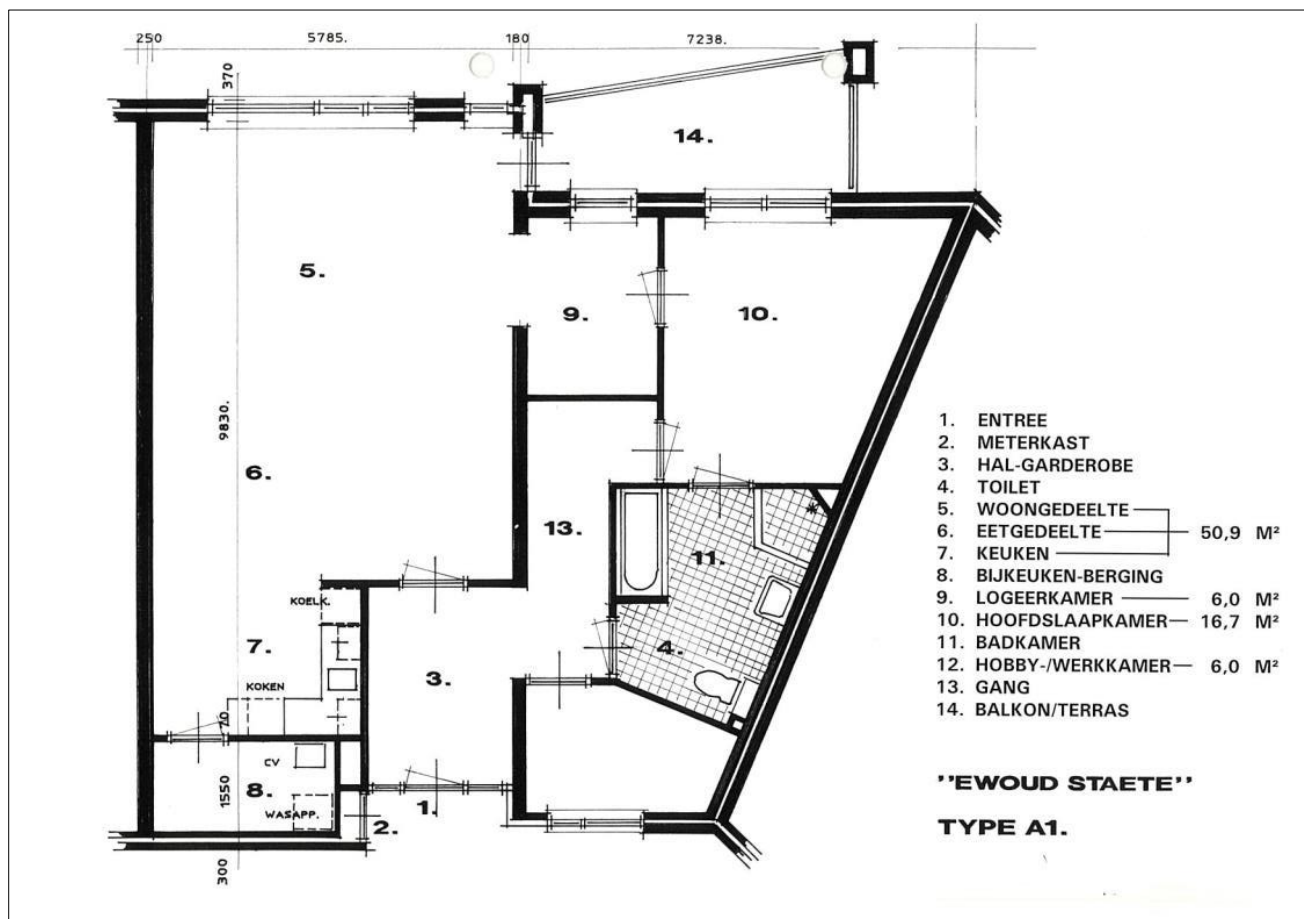 250 5785. 180 7238.
370
14.
5.
9. 10.
9830.
6.
13.
11.
KOELK.
7.
4.
3.
KOKEN
70
CV
1550
8.
WASAPP.
1.
2.
300
1. ENTREE
2. METERKAST
3. HAL-GARDEROBE
4. TOILET
5. WOONGEDEELTE
6. EETGEDEELTE 50,9 M²
7. KEUKEN
8. BIJKEUKEN-BERGING
9. LOGEERKAMER 6,0 M²
10. HOOFDSLAAPKAMER 16,7 M²
11. BADKAMER
12. HOBBY-/WERKKAMER 6,0 M²
13. GANG
14. BALKON/TERRAS
"EWOUD STAETE"
TYPE A1.